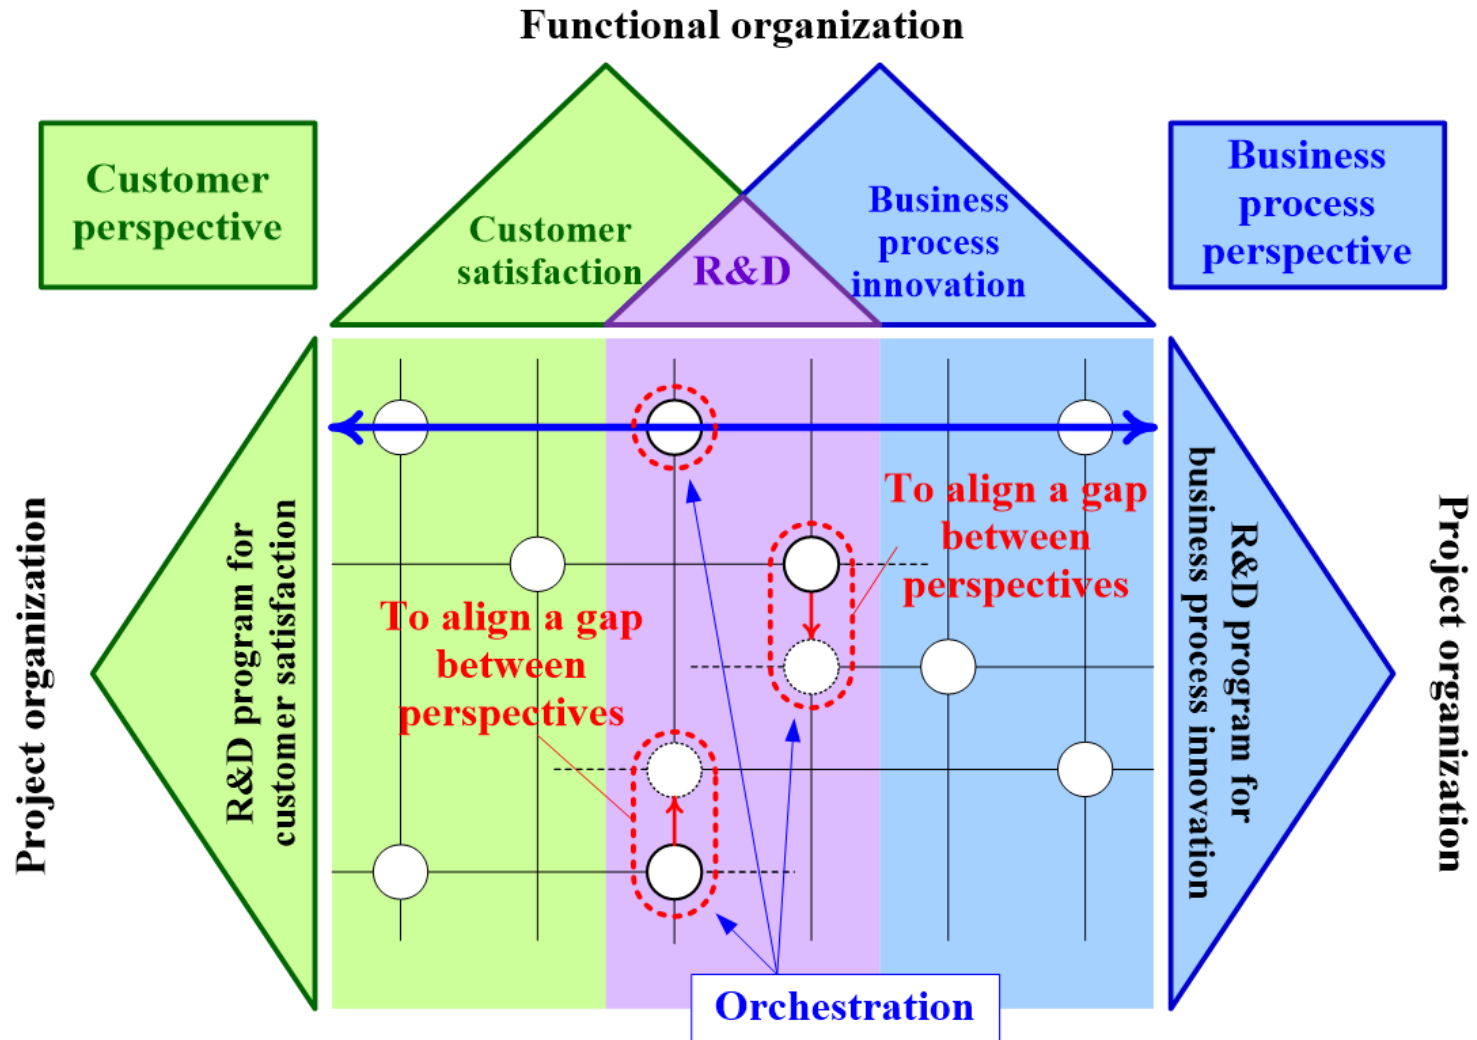 Functional organization
Customer
perspective
Customer
satisfaction
R&D
Business
process
innovation
Business
process
perspective
Project organization
R&D program for
customer satisfaction
To align a gap
between
perspectives
To align a gap
between
perspectives
R&D program for
business process innovation
Project organization
Orchestration